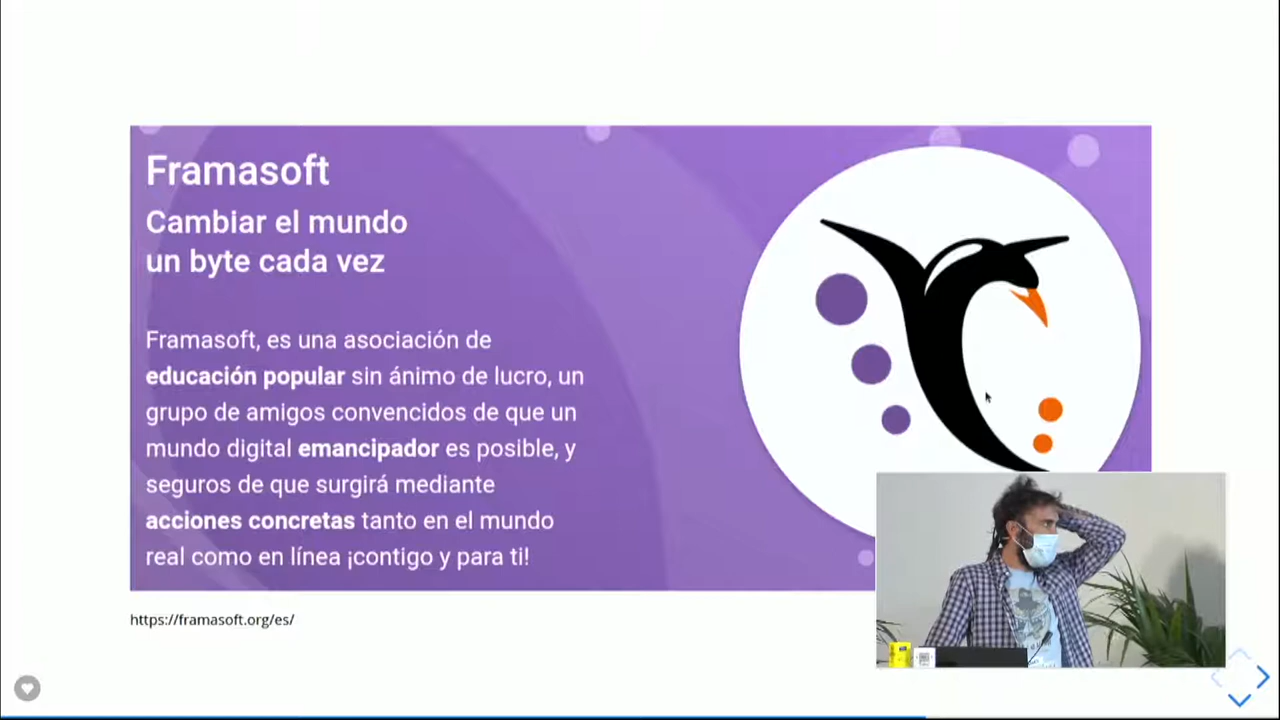 Framasoft
Cambiar el mundo
un byte cada vez
Framasoft, es una asociación de
educación popular sin ánimo de lucro, un
grupo de amigos convencidos de que un
mundo digital emancipador es posible, y
seguros de que surgirá mediante
acciones concretas tanto en el mundo
real como en línea ¡contigo y para ti!
https://framasoft.org/es/